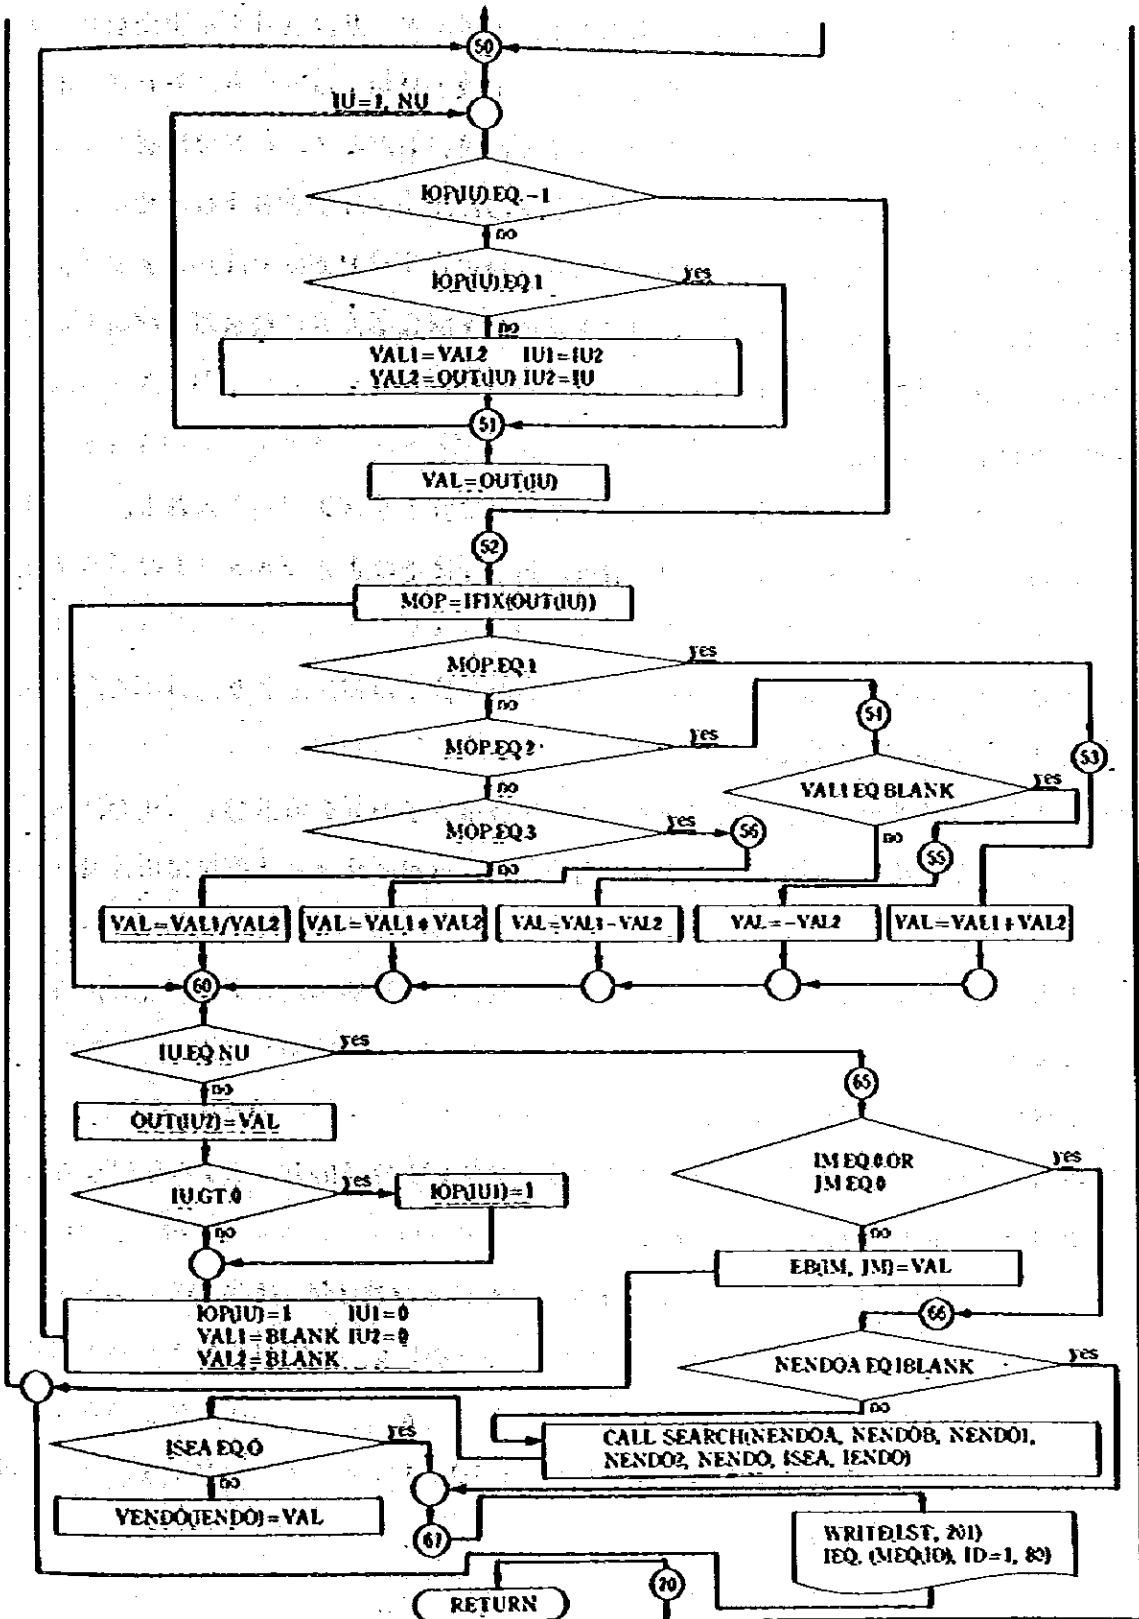 50
IU=1, NU
IOP(IU).EQ.-1
no
IOP(IU).EQ.1
yes
no
VAL1=VAL2 IU1=IU2
VAL2=OUT(IU) IU2=IU
51
VAL=OUT(IU)
52
MOP=IFIX(OUT(IU))
MOP.EQ.1
yes
no
54
MOP.EQ.2
yes
53
VAL1 EQ BLANK
yes
no
MOP.EQ.3
yes
56
no
55
no
VAL=VAL1/VAL2
VAL=VAL1*VAL2
VAL=VAL1-VAL2
VAL=-VAL2
VAL=VAL1+VAL2
60
IU.EQ.NU
yes
65
no
OUT(IU2)=VAL
IM EQ.0.OR
JM EQ.0
yes
IU.GT.0
yes
IOP(IU1)=1
no
no
EB(IM, JM)=VAL
IOP(IU)=1 IU1=0
VAL1=BLANK IU2=0
VAL2=BLANK
66
NENDOA EQ IBLANK
yes
no
ISEA EQ.0
yes
CALL SEARCH(NENDOA, NENDOB, NENDO1,
NENDO2, NENDO, ISEA, IENDO)
no
VENDO(IENDO)=VAL
67
WRITE(LST, 201)
IEQ, (MEQ(ID), ID=1, 80)
70
RETURN